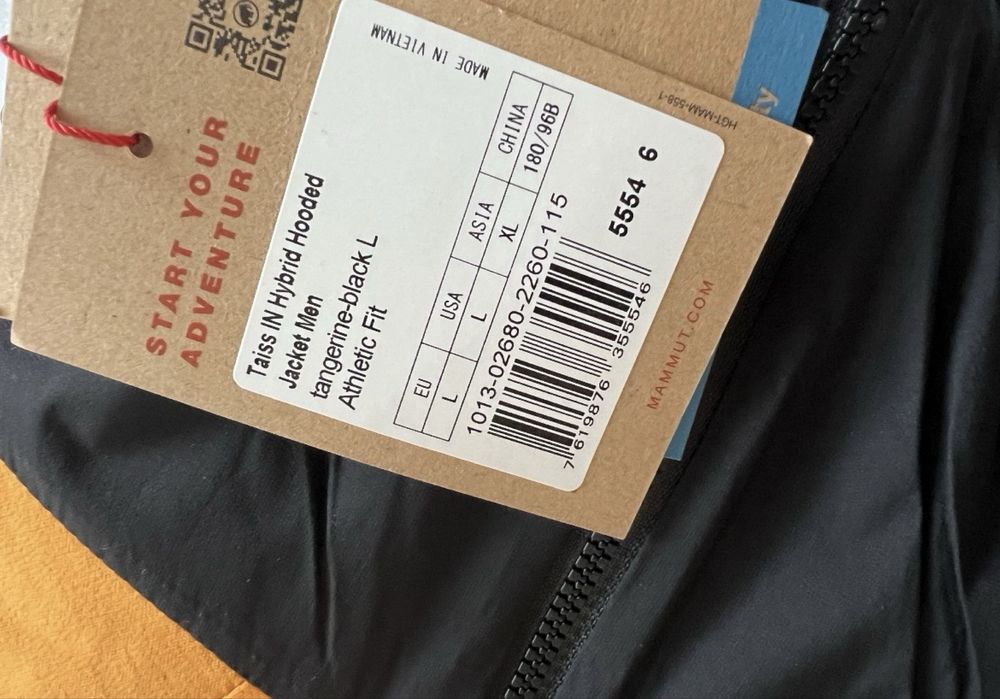 START YOUR
ADVENTURE
MADE IN VIETNAM
Taiss IN Hybrid Hooded
Jacket Men
tangerine-black L
Athletic Fit
EU USA ASIA CHINA
L L XL 180/96B
1013-02680-2260-115
7 619876 355546
5554 6
HGT-MAM-558-1
MAMMUT.COM